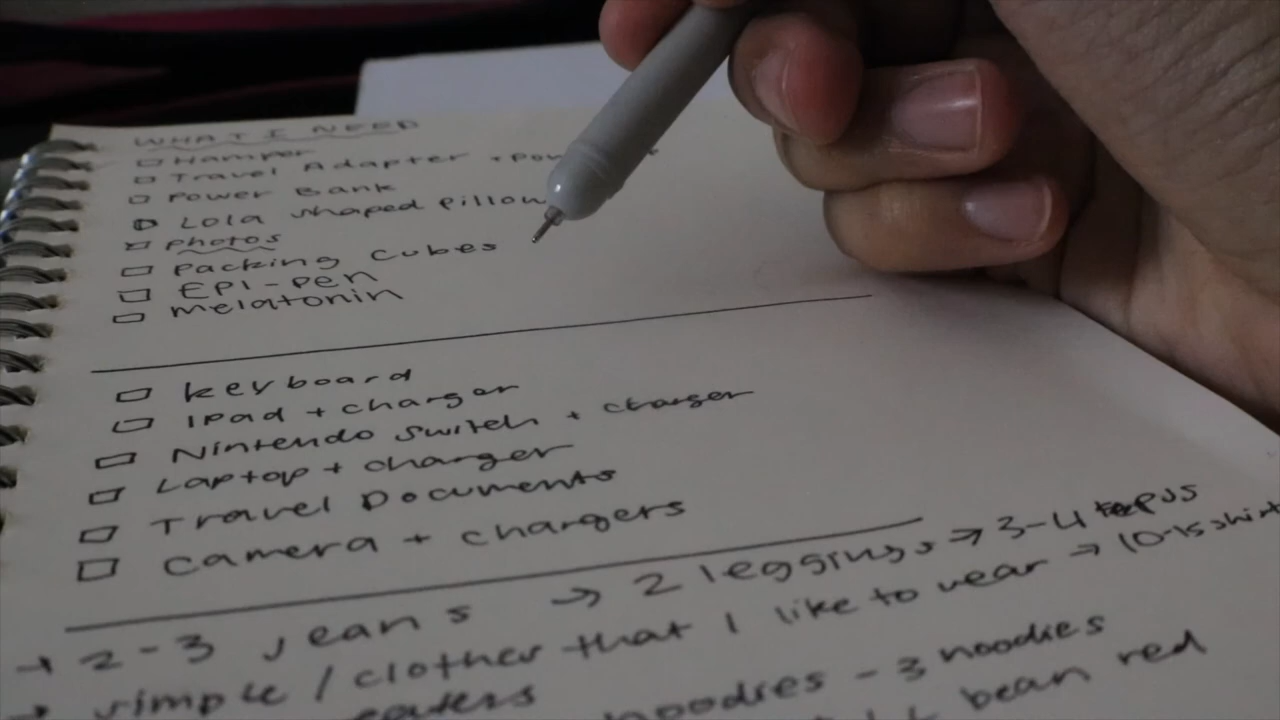 WHAT I NEED
Hamper
Travel Adapter +
Power Bank
Lola shaped Pillow
Photos
Packing Cubes
EPI-Pen
melatonin
keyboard
IPad + charger
Nintendo Switch + charger
Laptop + charger
Travel Documents
Camera + chargers
→ 2-3 Jeans → 2 leggings → 3-4
→ simple / clothes that I like to wear → 10-15 shirt
hoodies - 3 hoodies
bean red